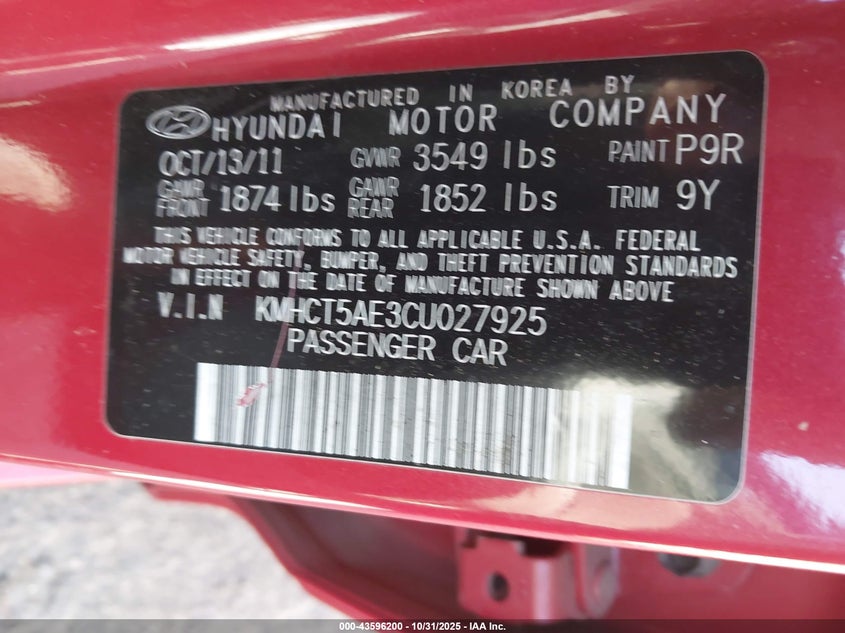 MANUFACTURED IN KOREA BY
HYUNDAI MOTOR COMPANY
OCT/13/11 GVWR 3549 lbs PAINT P9R
GAWR FRONT 1874 lbs GAWR REAR 1852 lbs TRIM 9Y
THIS VEHICLE CONFORMS TO ALL APPLICABLE U.S.A. FEDERAL
MOTOR VEHICLE SAFETY, BUMPER, AND THEFT PREVENTION STANDARDS
IN EFFECT ON THE DATE OF MANUFACTURE SHOWN ABOVE
V.I.N KMHCT5AE3CU027925
PASSENGER CAR
000-43596200 - 10/31/2025 - IAA Inc.